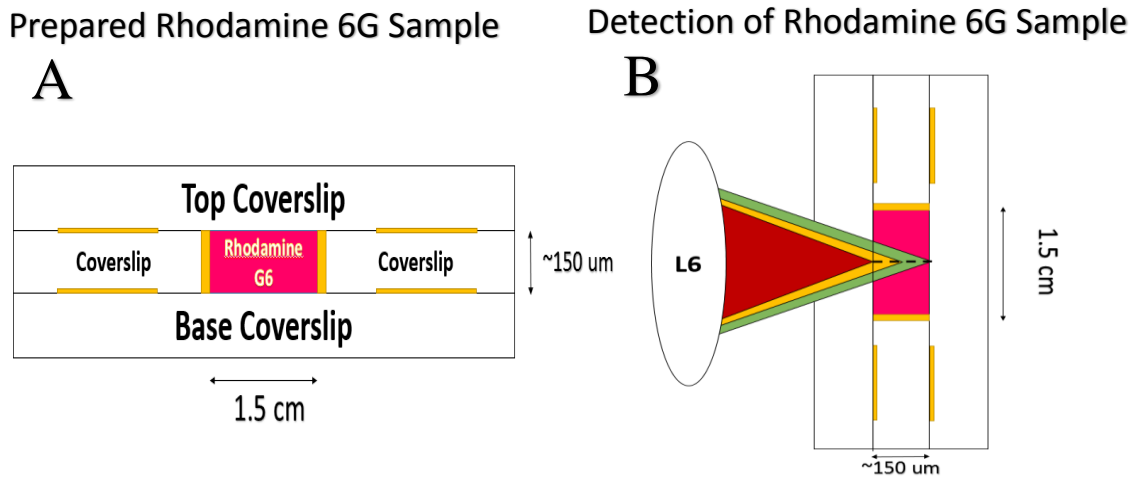 Prepared Rhodamine 6G Sample
Detection of Rhodamine 6G Sample
A
B
Top Coverslip
Coverslip
Rhodamine
G6
Coverslip
~150 um
Base Coverslip
1.5 cm
L6
1.5 cm
~150 um